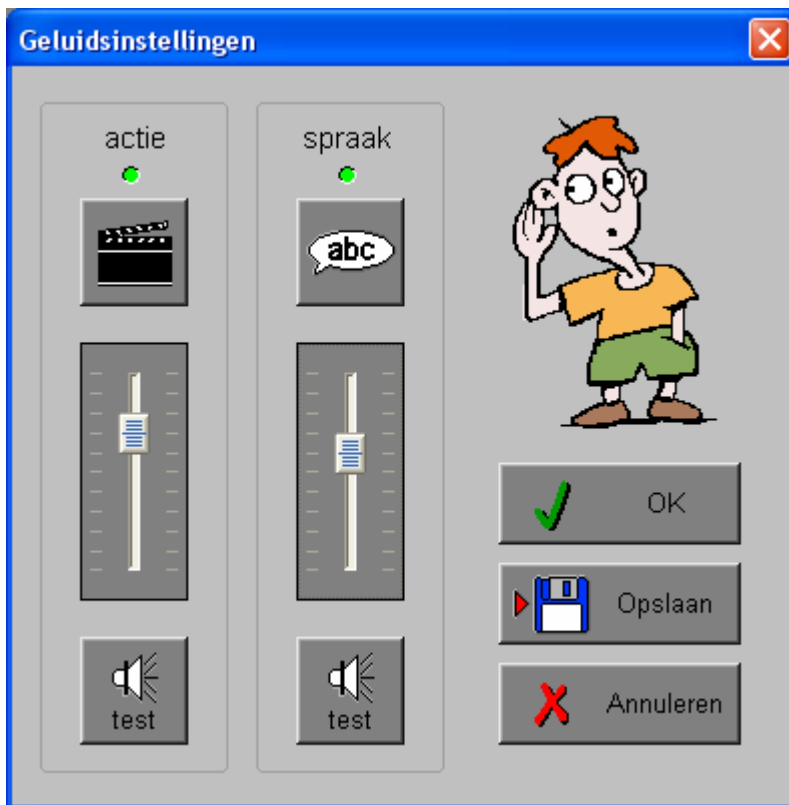 Geluidsinstellingen
actie
spraak
abc
test
test
OK
Opslaan
Annuleren